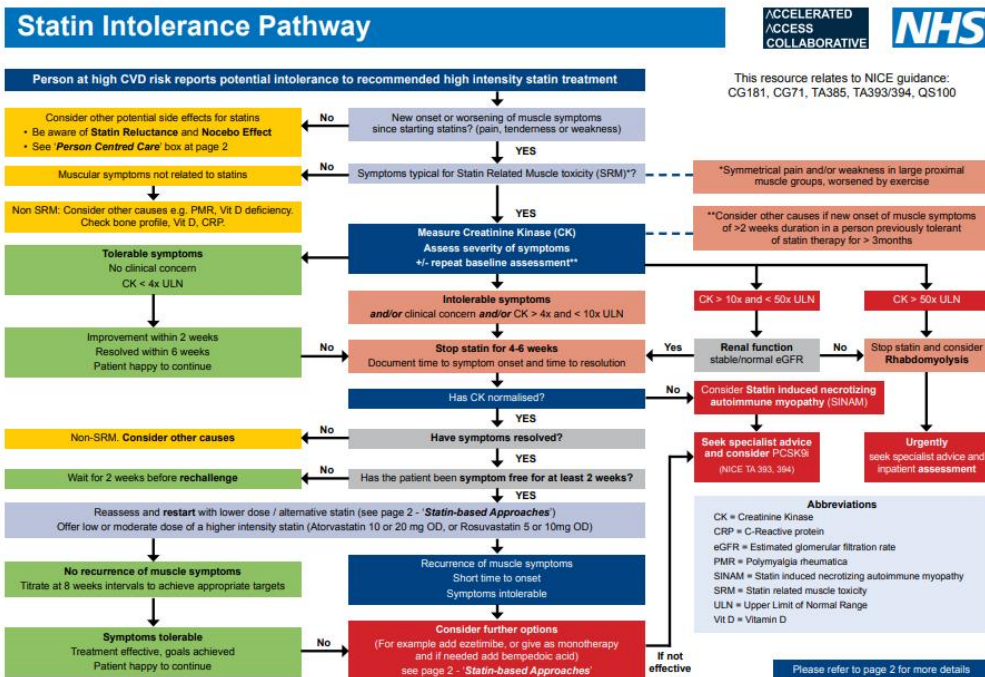 Statin Intolerance Pathway
ACCELERATED
ACCESS
COLLABORATIVE
NHS
Person at high CVD risk reports potential intolerance to recommended high intensity statin treatment
This resource relates to NICE guidance:
CG181, CG71, TA385, TA393/394, QS100
Consider other potential side effects for statins
• Be aware of Statin Reluctance and Nocebo Effect
• See 'Person Centred Care' box at page 2
No
New onset or worsening of muscle symptoms
since starting statins? (pain, tenderness or weakness)
YES
Muscular symptoms not related to statins
No
Symptoms typical for Statin Related Muscle toxicity (SRM)*?
*Symmetrical pain and/or weakness in large proximal
muscle groups, worsened by exercise
Non SRM: Consider other causes e.g. PMR, Vit D deficiency.
Check bone profile, Vit D, CRP.
YES
Measure Creatinine Kinase (CK)
Assess severity of symptoms
+/- repeat baseline assessment**
**Consider other causes if new onset of muscle symptoms
of >2 weeks duration in a person previously tolerant
of statin therapy for > 3months
Tolerable symptoms
No clinical concern
CK < 4x ULN
Intolerable symptoms
and/or clinical concern and/or CK > 4x and < 10x ULN
CK > 10x and < 50x ULN
CK > 50x ULN
Improvement within 2 weeks
Resolved within 6 weeks
Patient happy to continue
No
Stop statin for 4-6 weeks
Document time to symptom onset and time to resolution
Yes
Renal function
stable/normal eGFR
No
Stop statin and consider
Rhabdomyolysis
Has CK normalised?
No
Consider Statin induced necrotizing
autoimmune myopathy (SINAM)
YES
Non-SRM. Consider other causes
No
Have symptoms resolved?
Seek specialist advice
and consider PCSK9i
(NICE TA 393, 394)
Urgently
seek specialist advice and
inpatient assessment
YES
Wait for 2 weeks before rechallenge
No
Has the patient been symptom free for at least 2 weeks?
YES
Reassess and restart with lower dose / alternative statin (see page 2 - 'Statin-based Approaches')
Offer low or moderate dose of a higher intensity statin (Atorvastatin 10 or 20 mg OD, or Rosuvastatin 5 or 10mg OD)
Abbreviations
CK = Creatinine Kinase
CRP = C-Reactive protein
eGFR = Estimated glomerular filtration rate
PMR = Polymyalgia rheumatica
SINAM = Statin induced necrotizing autoimmune myopathy
SRM = Statin related muscle toxicity
ULN = Upper Limit of Normal Range
Vit D = Vitamin D
No recurrence of muscle symptoms
Titrate at 8 weeks intervals to achieve appropriate targets
Recurrence of muscle symptoms
Short time to onset
Symptoms intolerable
Symptoms tolerable
Treatment effective, goals achieved
Patient happy to continue
No
Consider further options
(For example add ezetimibe, or give as monotherapy
and if needed add bempedoic acid)
see page 2 - 'Statin-based Approaches'
If not
effective
Please refer to page 2 for more details